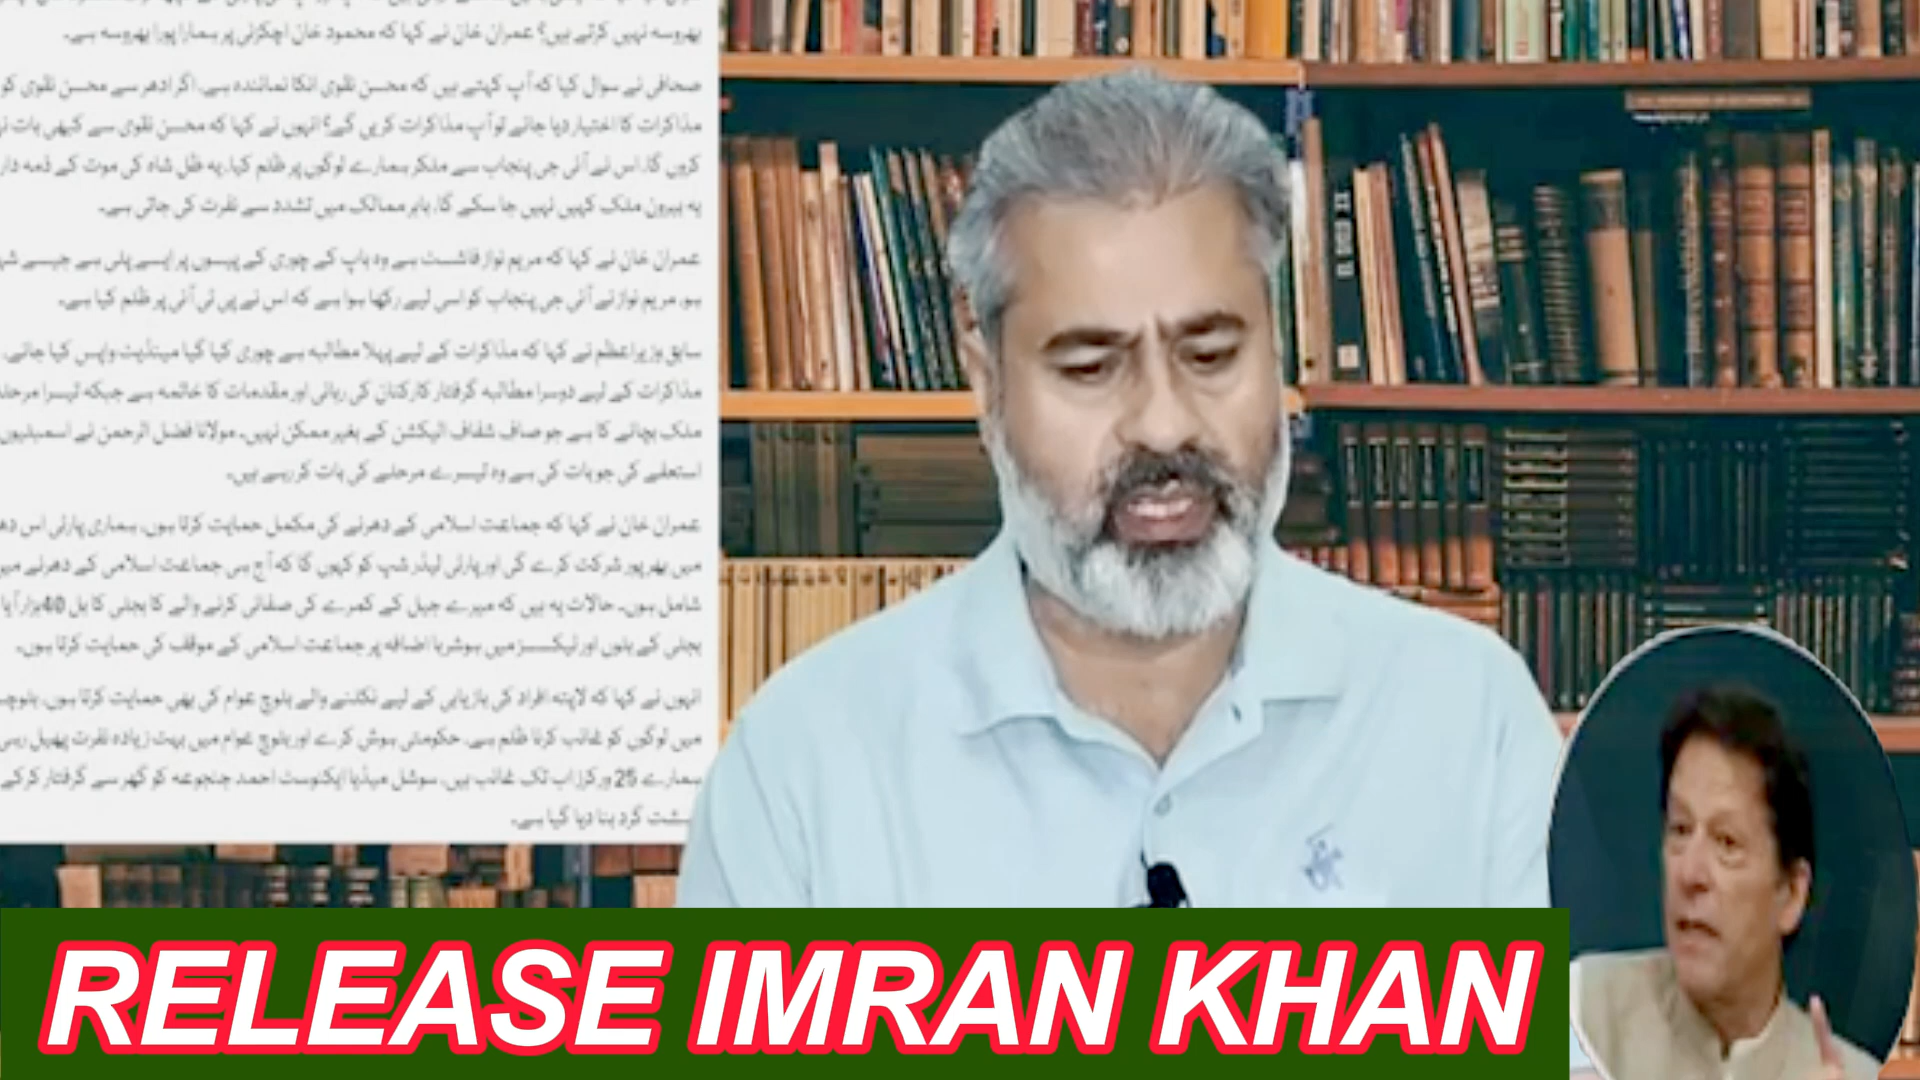 بھروسہ نہیں کرتے ہیں؟ عمران خان نے کہا کہ محمود خان اچکزئی پر ہمارا پورا بھروسہ ہے۔
صحافی نے سوال کیا کہ آپ کہتے ہیں کہ محسن نقوی انکا نمائندہ ہے، اگر ادھر سے محسن نقوی کو
مذاکرات کا اختیار دیا جائے تو آپ مذاکرات کریں گے؟ انہوں نے کہا کہ محسن نقوی سے کبھی بات
کروں گا۔ اس نے آئی جی پنجاب سے ملکر ہمارے لوگوں پر ظلم کیا۔ یہ ظل شاہ کی موت کے ذمہ دار
یہ بیرون ملک کہیں نہیں جا سکے گا، باہر ممالک میں تشدد سے نفرت کی جاتی ہے۔
عمران خان نے کہا کہ مریم نواز فاشسٹ ہے وہ باپ کے چوری کے پیسوں پر ایسے پلی ہے جیسے
ہو، مریم نواز نے آئی جی پنجاب کو اسی لیے رکھا ہوا ہے کہ اس نے پی ٹی آئی پر ظلم کیا ہے۔
سابق وزیراعظم نے کہا کہ مذاکرات کے لیے پہلا مطالبہ ہے چوری کیا گیا مینڈیٹ واپس کیا جائے۔
مذاکرات کے لیے دوسرا مطالبہ گرفتار کارکنان کی رہائی اور مقدمات کا خاتمہ ہے جبکہ تیسرا مرحلہ
ملک بچانے کا ہے جو صاف شفاف الیکشن کے بغیر ممکن نہیں۔ مولانا فضل الرحمن نے اسمبلیوں
استعفے کی جو بات کی ہے وہ تیسرے مرحلے کی بات کر رہے ہیں۔
عمران خان نے کہا کہ جماعت اسلامی کے دھرنے کی مکمل حمایت کرتا ہوں، ہماری پارٹی اس
میں بھرپور شرکت کرے گی اور پارٹی لیڈر شپ کو کہوں گا کہ آج ہی جماعت اسلامی کے دھرنے میں
شامل ہوں۔ حالات یہ ہیں کہ میرے جیل کے کمرے کی صفائی کرنے والے کا بجلی کا بل 40ہزار آیا
بجلی کے بلوں اور ٹیکسز میں ہوشربا اضافہ پر جماعت اسلامی کے موقف کی حمایت کرتا ہوں۔
انہوں نے کہا کہ لاپتہ افراد کی بازیابی کے لیے نکلنے والے بلوچ عوام کی بھی حمایت کرتا ہوں،
میں لوگوں کو غائب کرنا ظلم ہے، حکومتی ہوش کرے اور بلوچ عوام میں بہت زیادہ نفرت پھیل رہی
ہمارے 25 ورکرز اب تک غائب ہیں، سوشل میڈیا ایکٹوسٹ احمد جنجوعہ کو گھر سے گرفتار کرکے
گرد بنا دیا گیا ہے۔
RELEASE IMRAN KHAN